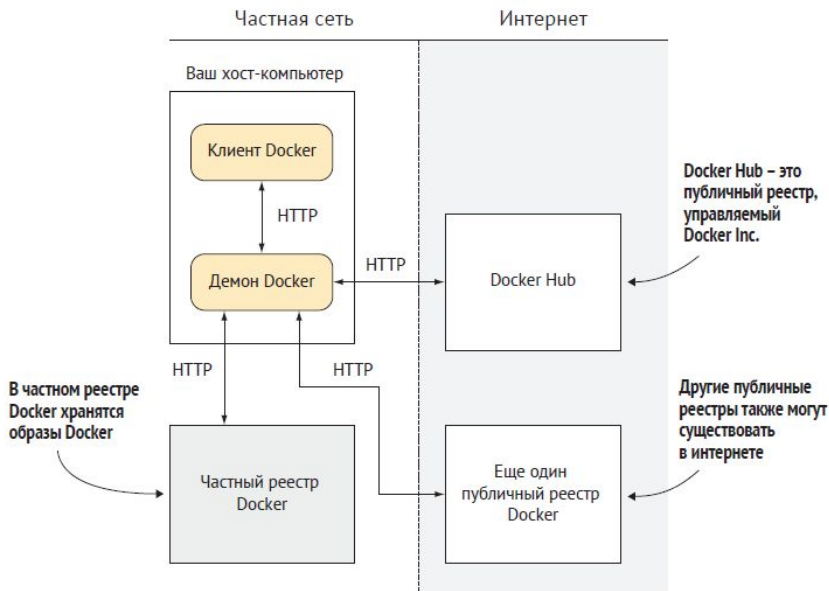 Частная сеть
Интернет
Ваш хост-компьютер
Клиент Docker
HTTP
Демон Docker
HTTP
Docker Hub
Docker Hub – это
публичный реестр,
управляемый
Docker Inc.
HTTP
HTTP
В частном реестре
Docker хранятся
образы Docker
Частный реестр
Docker
Еще один
публичный реестр
Docker
Другие публичные
реестры также могут
существовать
в интернете